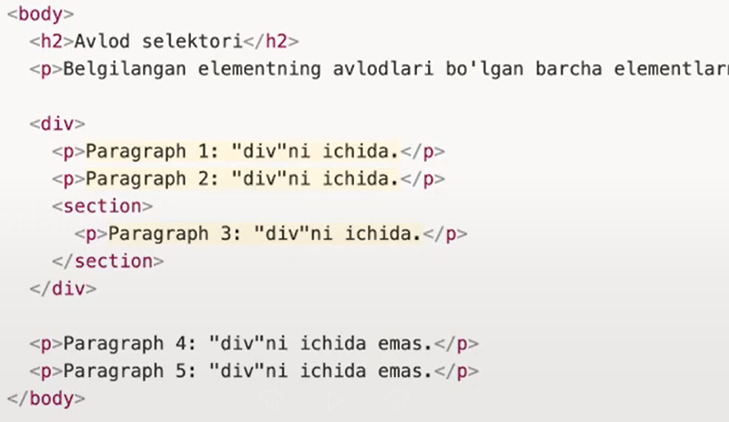 <body>
<h2>Avlod selektori</h2>
<p>Belgilangan elementning avlodlari bo'lgan barcha
<div>
<p>Paragraph 1: "div"ni ichida.</p>
<p>Paragraph 2: "div"ni ichida.</p>
<section>
<p>Paragraph 3: "div"ni ichida.</p>
</section>
</div>
<p>Paragraph 4: "div"ni ichida emas.</p>
<p>Paragraph 5: "div"ni ichida emas.</p>
</body>